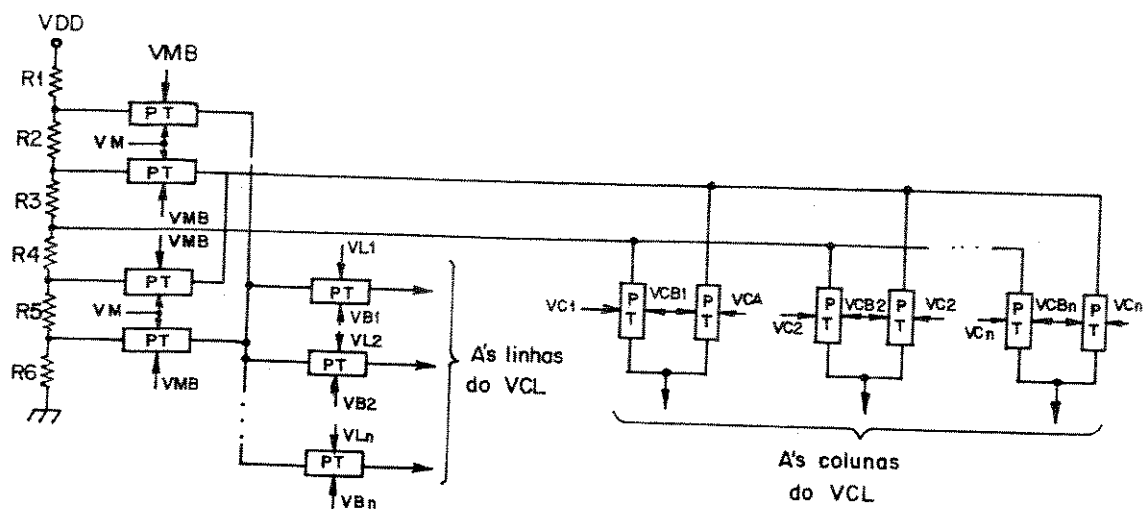 VDD
VMB
R1
PT
R2
VM
PT
R3
VMB
VMB
R4
PT
R5
VM
PT
R6
VMB
VL1
PT
VB1
VL2
PT
VB2
VLn
PT
VBn
A's linhas
do VCL
VC1
PT
VCB1
PT
VCA
VC2
PT
VCB2
PT
VC2
...
VCn
PT
VCBn
PT
VCn
A's colunas
do VCL